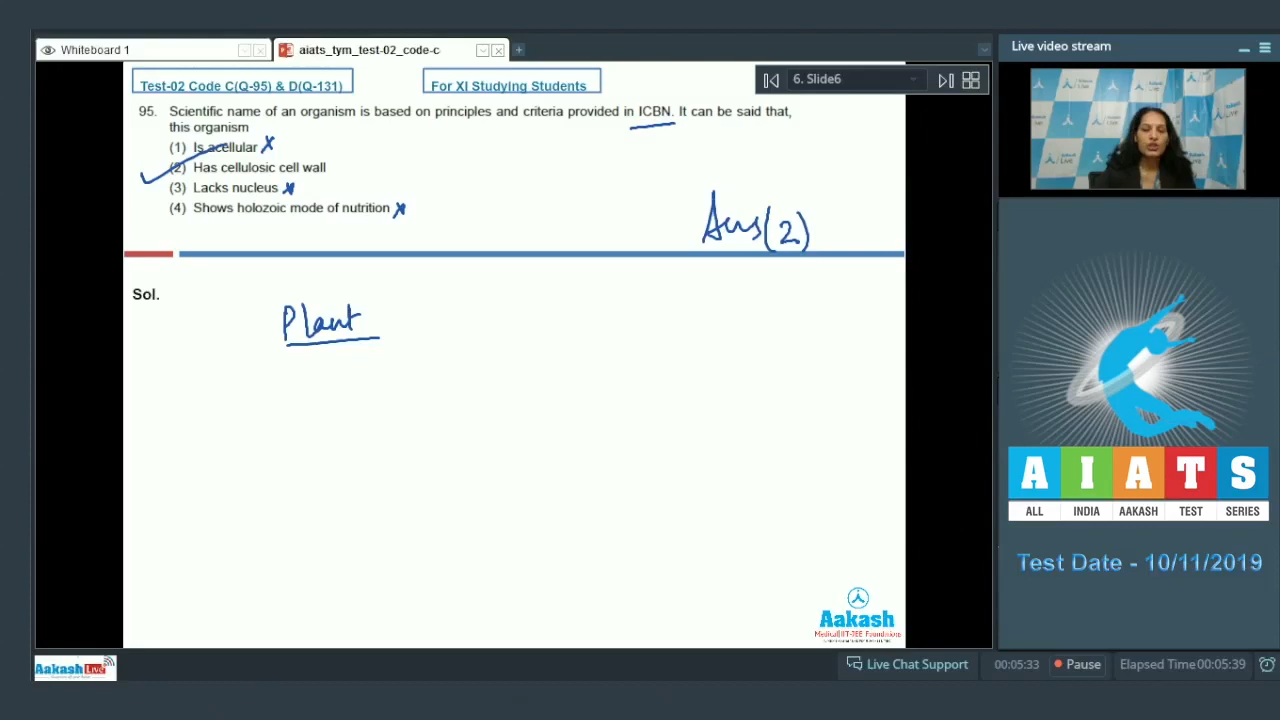 Whiteboard 1
aiats_tym_test-02_code-c
Live video stream
Test-02 Code C(Q-95) & D(Q-131)
For XI Studying Students
6. Slide6
95. Scientific name of an organism is based on principles and criteria provided in ICBN. It can be said that,
this organism
(1) Is acellular
(2) Has cellulosic cell wall
(3) Lacks nucleus
(4) Shows holozoic mode of nutrition
Ans(2)
Sol.
Plant
A I A T S
ALL INDIA AAKASH TEST SERIES
Test Date - 10/11/2019
Aakash
Medical|IIT-JEE|Foundations
Aakash Live
Live Chat Support
00:05:33
Pause
Elapsed Time 00:05:39